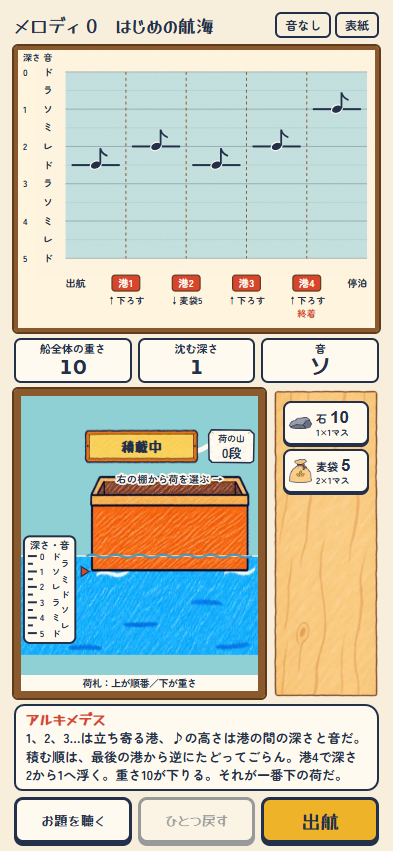 メロディ 0 はじめの航海
音なし
表紙
深さ 音
0 ド
ラ
1 ソ
ミ
2 レ
ド
3 ラ
ソ
4 ミ
レ
5 ド
出航 港1 港2 港3 港4 停泊
↑下ろす ↓麦袋5 ↑下ろす ↑下ろす
終着
船全体の重さ
10
沈む深さ
1
音
ソ
積載中
荷の山
0段
右の棚から荷を選ぶ→
深さ・音
0 ド
ラ
1 ソ
ミ
2 レ
ド
3 ラ
ソ
4 ミ
レ
5 ド
荷札：上が順番／下が重さ
石 10
1×1マス
麦袋 5
2×1マス
アルキメデス
1、2、3…は立ち寄る港、♪の高さは港の間の深さと音だ。
積む順は、最後の港から逆にたどってごらん。港4で深さ
2から1へ浮く。重さ10が下りる。それが一番下の荷だ。
お題を聴く
ひとつ戻す
出航